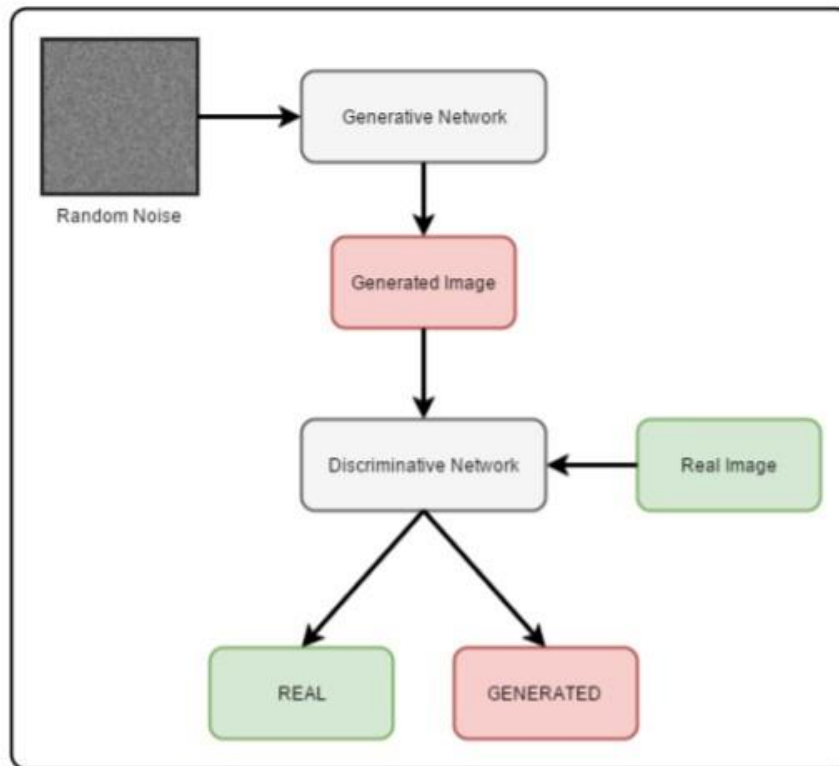 Generative Network
Random Noise
Generated Image
Discriminative Network
Real Image
REAL
GENERATED